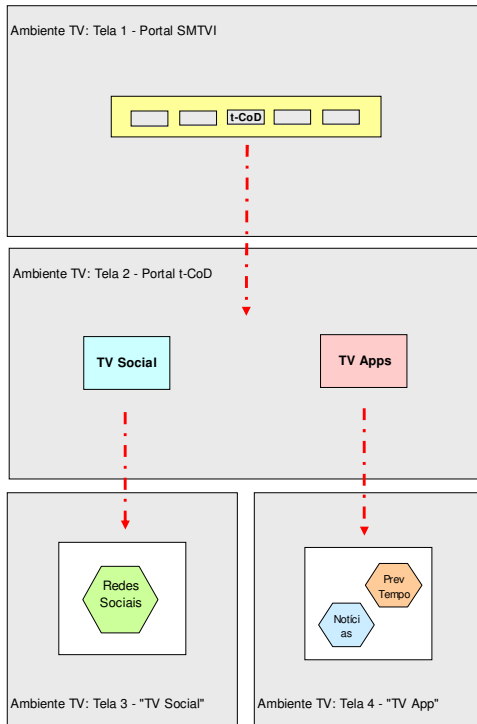 Ambiente TV: Tela 1 - Portal SMTVI
t-CoD
Ambiente TV: Tela 2 - Portal t-CoD
TV Social
TV Apps
Redes
Sociais
Prev
Tempo
Notíci
as
Ambiente TV: Tela 3 - "TV Social"
Ambiente TV: Tela 4 - "TV App"